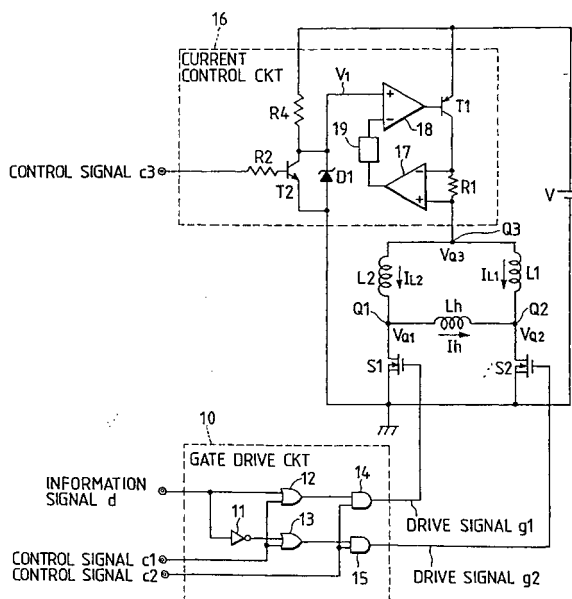 16
CURRENT
CONTROL CKT
V1
R4
T1
19
18
17
CONTROL SIGNAL c3
R2
T2
D1
R1
V
Q3
VQ3
L2
IL2
IL1
L1
Q1
Lh
Q2
VQ1
Ih
VQ2
S1
S2
10
GATE DRIVE CKT
INFORMATION
SIGNAL d
12
14
11
13
DRIVE SIGNAL g1
CONTROL SIGNAL c1
CONTROL SIGNAL c2
15
DRIVE SIGNAL g2